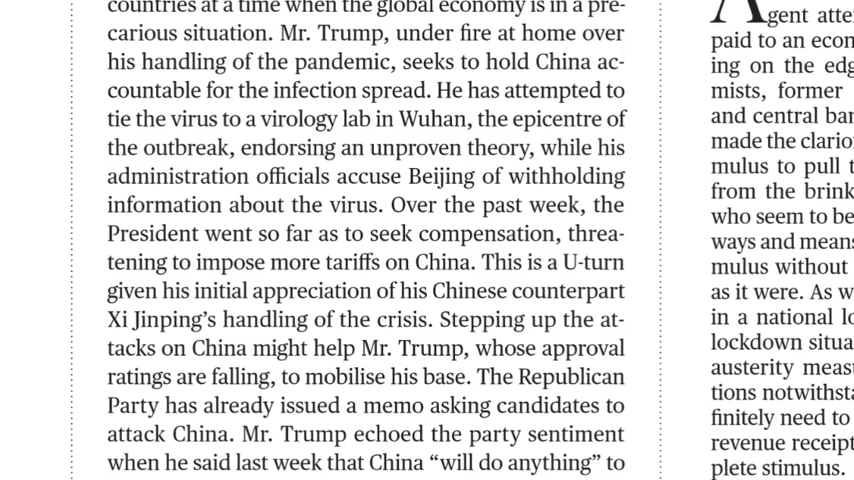 countries at a time when the global economy is in a pre-
carious situation. Mr. Trump, under fire at home over
his handling of the pandemic, seeks to hold China ac-
countable for the infection spread. He has attempted to
tie the virus to a virology lab in Wuhan, the epicentre of
the outbreak, endorsing an unproven theory, while his
administration officials accuse Beijing of withholding
information about the virus. Over the past week, the
President went so far as to seek compensation, threa-
tening to impose more tariffs on China. This is a U-turn
given his initial appreciation of his Chinese counterpart
Xi Jinping’s handling of the crisis. Stepping up the at-
tacks on China might help Mr. Trump, whose approval
ratings are falling, to mobilise his base. The Republican
Party has already issued a memo asking candidates to
attack China. Mr. Trump echoed the party sentiment
when he said last week that China “will do anything” to
Agent atte
paid to an econ
ing on the edg
mists, former
and central ban
made the clario
mulus to pull t
from the brink
who seem to be
ways and means
mulus without
as it were. As w
in a national lo
lockdown situa
austerity meas
tions notwithsta
finitely need to
revenue receipt
plete stimulus.